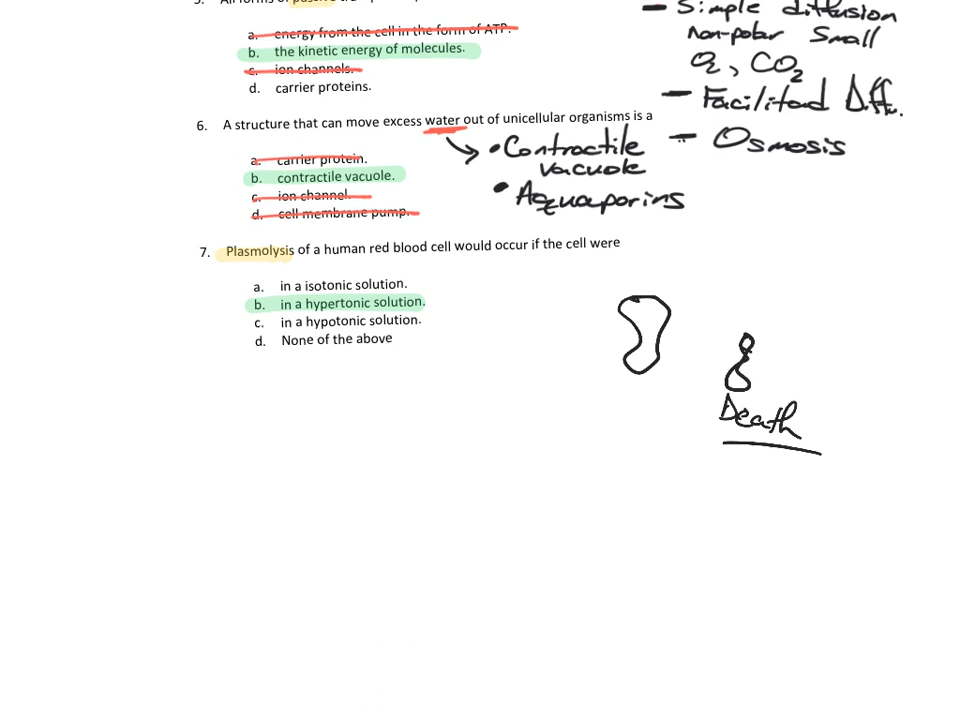 — Simple diffusion
a. energy from the cell in the form of ATP.
b. the kinetic energy of molecules.
c. ion channels.
d. carrier proteins.
non-polar Small
O2, CO2
— Facilitated Diffu.
— Osmosis
6. A structure that can move excess water out of unicellular organisms is a
a. carrier protein.
b. contractile vacuole.
c. ion channel.
d. cell membrane pump.
• Contractile
vacuole
• Aquaporins
7. Plasmolysis of a human red blood cell would occur if the cell were
a. in a isotonic solution.
b. in a hypertonic solution.
c. in a hypotonic solution.
d. None of the above
Death